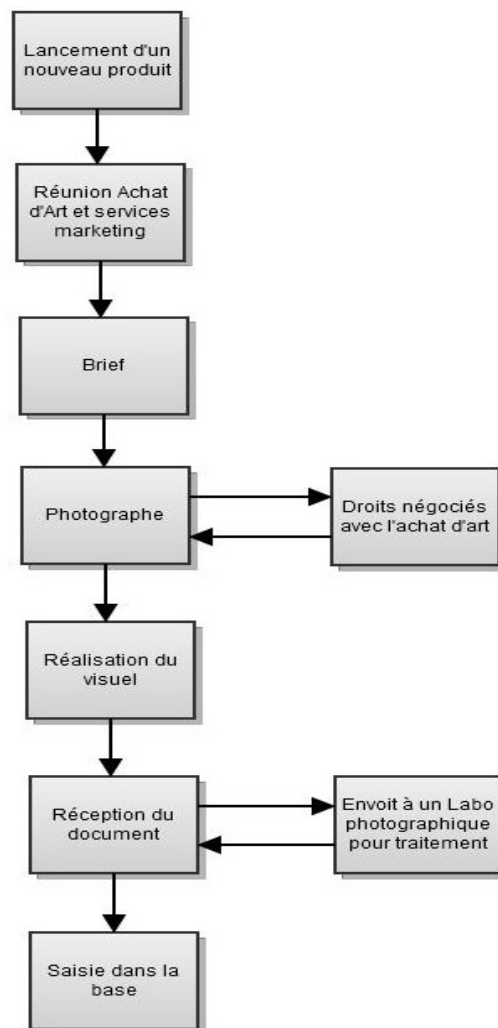 Lancement d'un
nouveau produit
Réunion Achat
d'Art et services
marketing
Brief
Photographe
Droits négociés
avec l'achat d'art
Réalisation du
visuel
Réception du
document
Envoit à un Labo
photographique
pour traitement
Saisie dans la
base